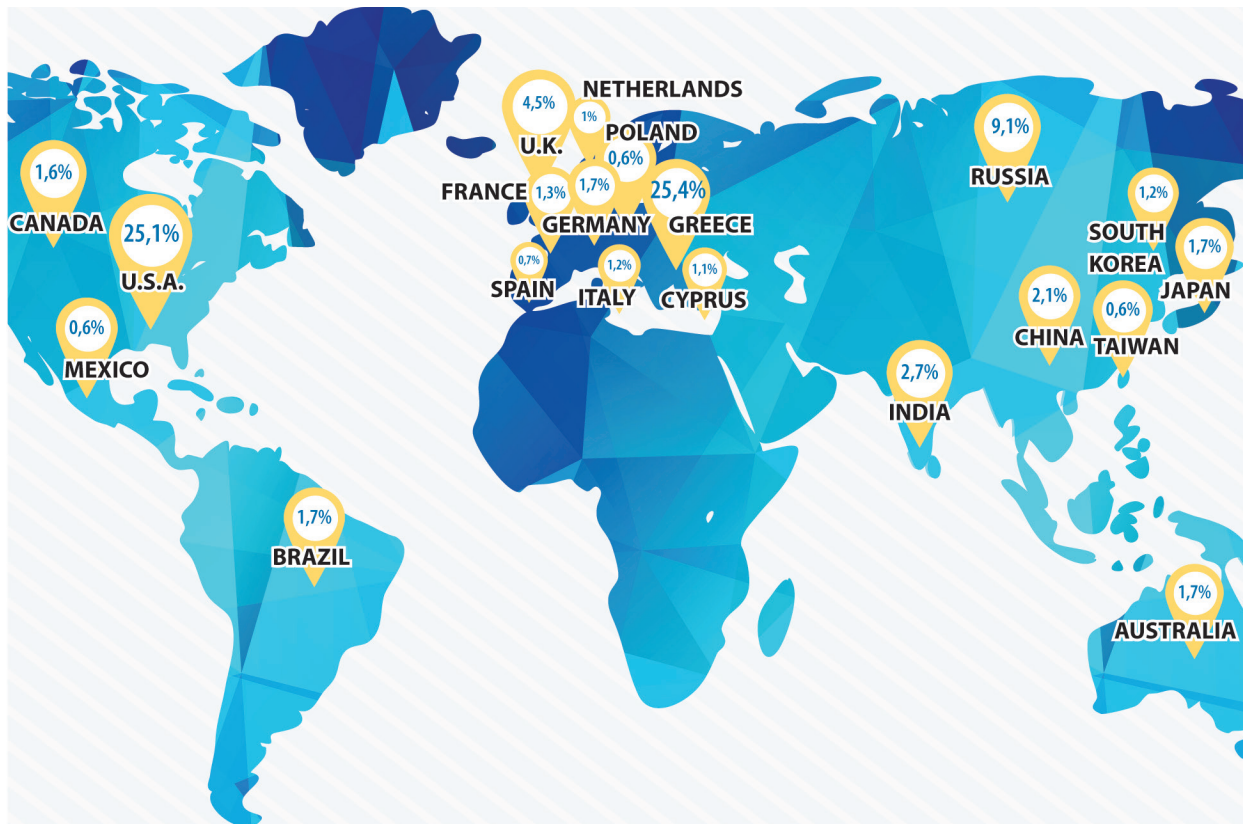 4,5%
U.K.
NETHERLANDS
1%
POLAND
0,6%
1,6%
CANADA
25,1%
U.S.A.
0,6%
MEXICO
FRANCE
1,3%
1,7%
GERMANY
25,4%
GREECE
0,7%
SPAIN
1,2%
ITALY
1,1%
CYPRUS
9,1%
RUSSIA
1,2%
SOUTH
KOREA
1,7%
JAPAN
2,1%
CHINA
0,6%
TAIWAN
2,7%
INDIA
1,7%
BRAZIL
1,7%
AUSTRALIA